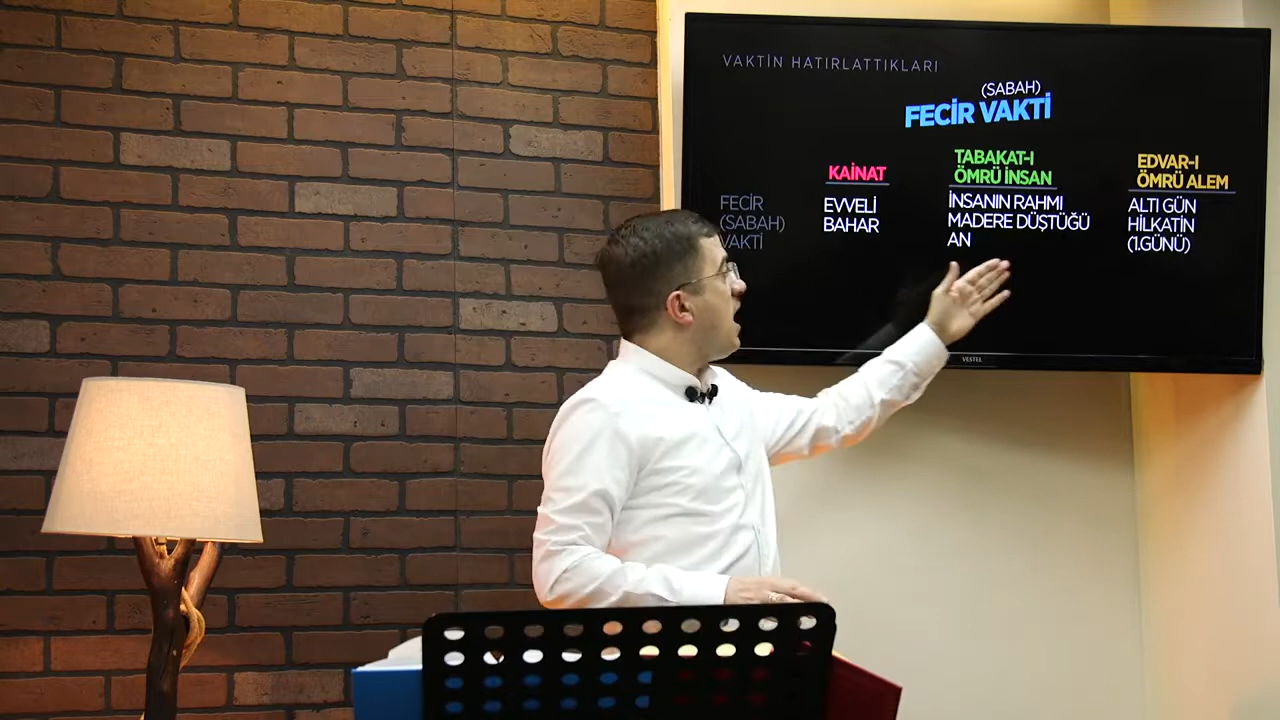 VAKTİN HATIRLATTIKLARI
(SABAH)
FECİR VAKTİ
KAİNAT
TABAKAT-I
ÖMRÜ İNSAN
EDVAR-I
ÖMRÜ ALEM
FECİR
(SABAH)
VAKTİ
EVVELİ
BAHAR
İNSANIN RAHMI
MADERE DÜŞTÜĞÜ
AN
ALTI GÜN
HİLKATİN
(1.GÜNÜ)
VESTEL